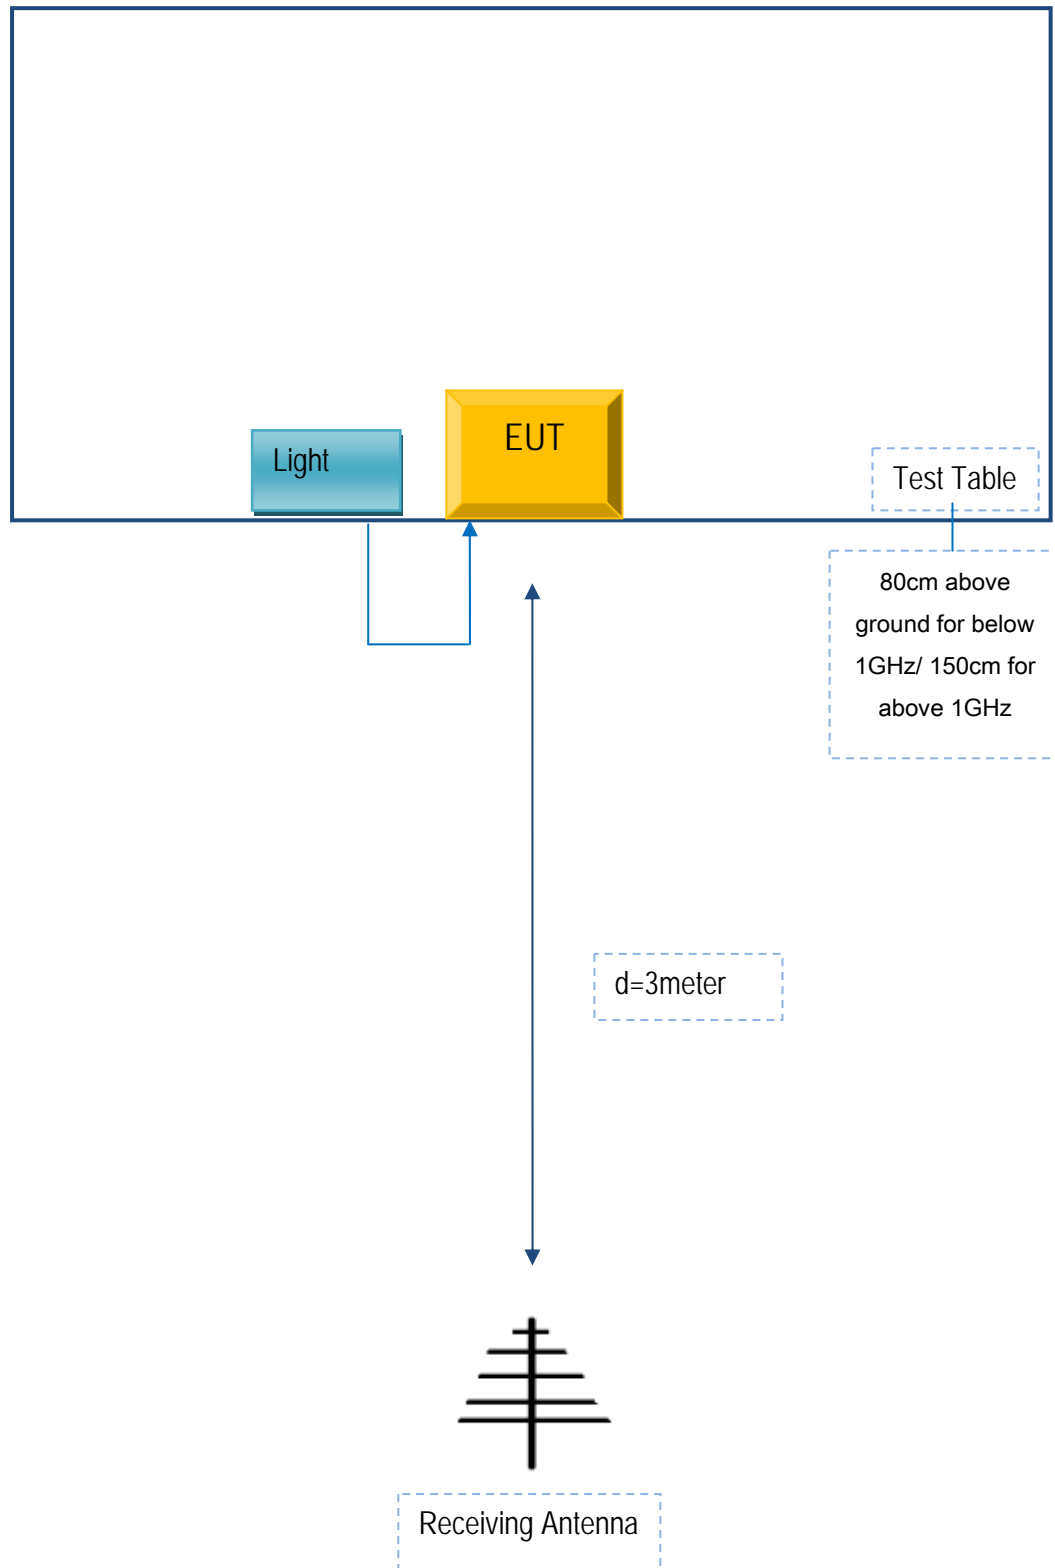 EUT
Light
Test Table
80cm above
ground for below
1GHz/ 150cm for
above 1GHz
d=3meter
Receiving Antenna